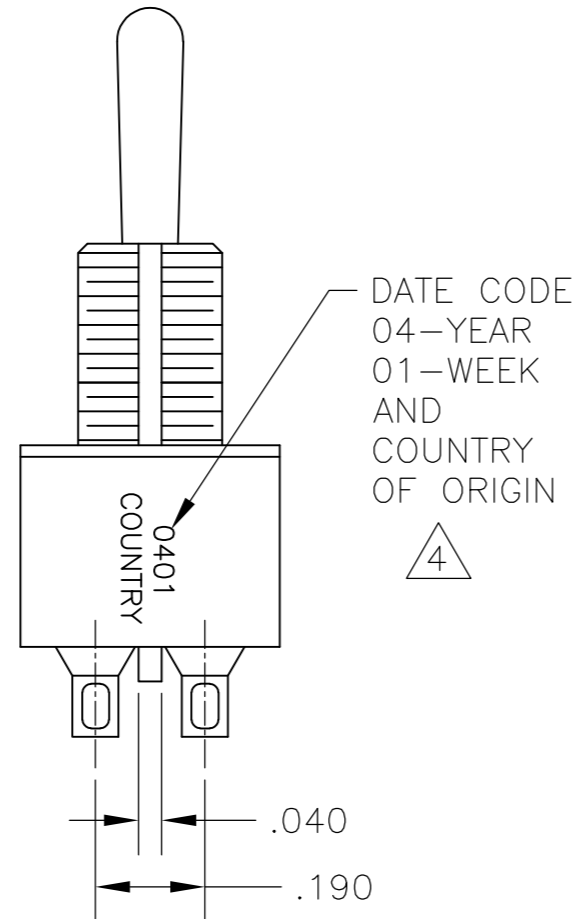 DATE CODE
04-YEAR
01-WEEK
AND
COUNTRY
OF ORIGIN
4
0401
COUNTRY
.040
.190